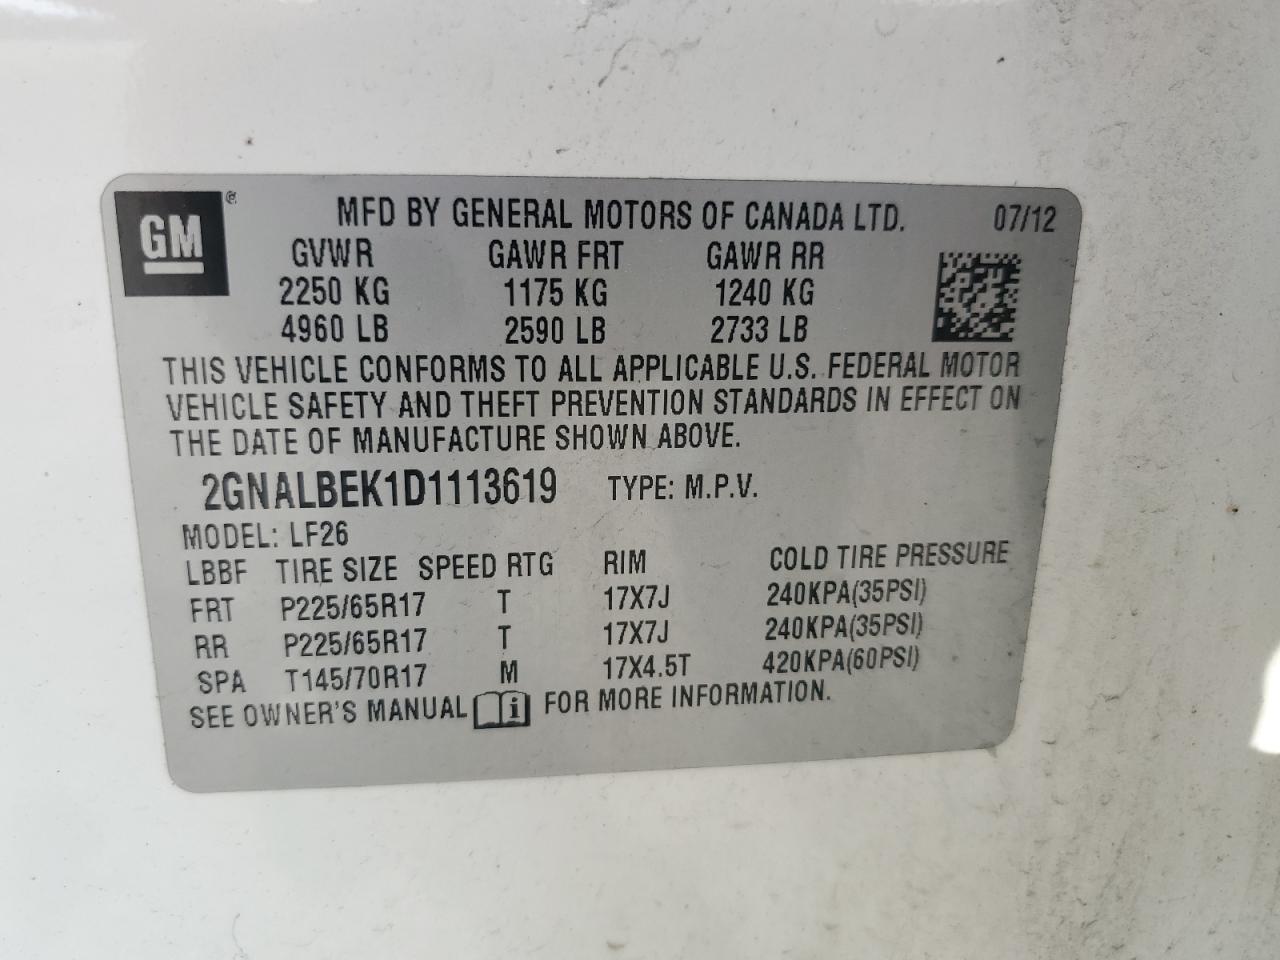 GM ® MFD BY GENERAL MOTORS OF CANADA LTD. 07/12
GVWR GAWR FRT GAWR RR
2250 KG 1175 KG 1240 KG
4960 LB 2590 LB 2733 LB
THIS VEHICLE CONFORMS TO ALL APPLICABLE U.S. FEDERAL MOTOR
VEHICLE SAFETY AND THEFT PREVENTION STANDARDS IN EFFECT ON
THE DATE OF MANUFACTURE SHOWN ABOVE.
2GNALBEK1D1113619 TYPE: M.P.V.
MODEL: LF26
LBBF TIRE SIZE SPEED RTG RIM COLD TIRE PRESSURE
FRT P225/65R17 T 17X7J 240KPA(35PSI)
RR P225/65R17 T 17X7J 240KPA(35PSI)
SPA T145/70R17 M 17X4.5T 420KPA(60PSI)
SEE OWNER'S MANUAL i FOR MORE INFORMATION.